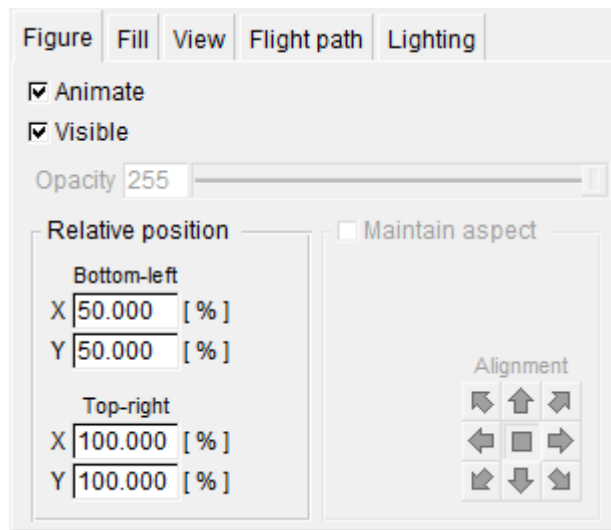 Figure Fill View Flight path Lighting
Animate
Visible
Opacity 255
Relative position
Bottom-left
X 50.000 [ % ]
Y 50.000 [ % ]
Top-right
X 100.000 [ % ]
Y 100.000 [ % ]
Maintain aspect
Alignment